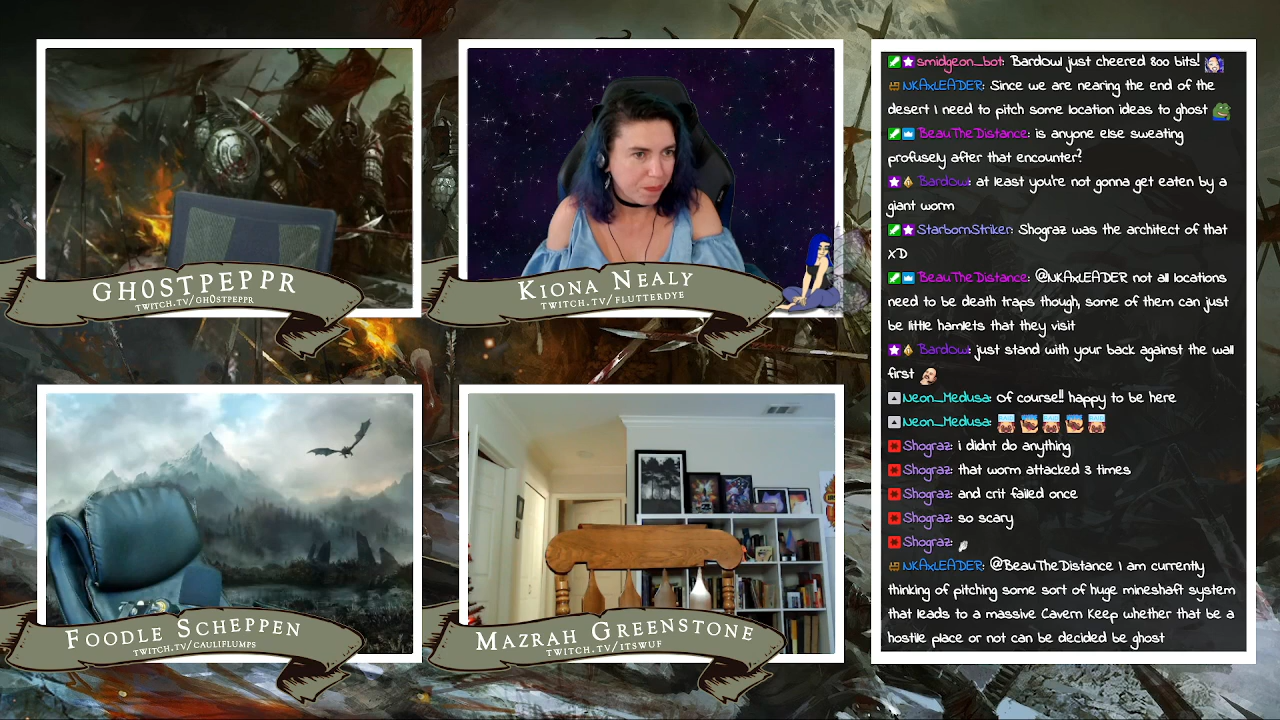 GH0STPEPPR
TWITCH.TV/OH0STPEPPR
KIONA NEALY
TWITCH.TV/FLUTTERDYE
FOODLE SCHEPPEN
TWITCH.TV/CAULIFLUMPS
MAZRAH GREENSTONE
TWITCH.TV/ITSWUF
smidgeon_bot: Bard0wl just cheered 800 bits!
NKAxLEADER: Since we are nearing the end of the
desert I need to pitch some location ideas to ghost
BeauTheDistance: is anyone else sweating
profusely after that encounter?
Bard0wl: at least you're not gonna get eaten by a
giant worm
StarbornStriker: Shograz was the architect of that
XD
BeauTheDistance: @NKAxLEADER not all locations
need to be death traps though, some of them can just
be little hamlets that they visit
Bard0wl: just stand with your back against the wall
first
Neon_Medusa: Of course!! happy to be here
Neon_Medusa:
Shograz: i didnt do anything
Shograz: that worm attacked 3 times
Shograz: and crit failed once
Shograz: so scary
Shograz:
NKAxLEADER: @BeauTheDistance I am currently
thinking of pitching some sort of huge mineshaft system
that leads to a massive Cavern Keep whether that be a
hostile place or not can be decided be ghost